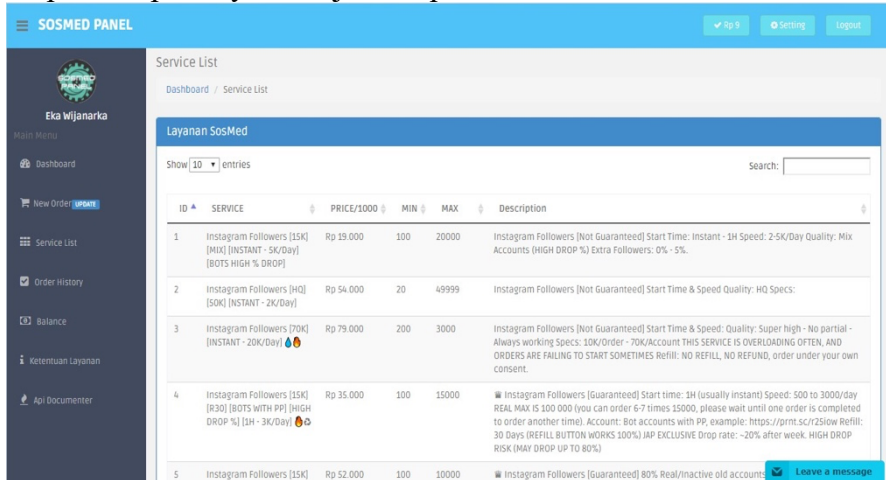 SOSMED PANEL
Rp 9
Setting
Logout
SOSMED
PANEL
Eka Wijanarka
Main Menu
Dashboard
New Order UPDATE
Service List
Order History
Balance
Ketentuan Layanan
Api Documenter
Service List
Dashboard / Service List
Layanan SosMed
Show 10 entries
Search:
ID SERVICE PRICE/1000 MIN MAX Description
1 Instagram Followers [15K] Rp 19.000 100 20000 Instagram Followers [Not Guaranteed] Start Time: Instant - 1H Speed: 2-5K/Day Quality: Mix
[MIX] [INSTANT - 5K/Day] Accounts (HIGH DROP %) Extra Followers: 0% - 5%.
[BOTS HIGH % DROP]
2 Instagram Followers [HQ] Rp 54.000 20 49999 Instagram Followers [Not Guaranteed] Start Time & Speed Quality: HQ Specs:
[50K] [NSTANT - 2K/Day]
3 Instagram Followers [70K] Rp 79.000 200 3000 Instagram Followers [Not Guaranteed] Start Time & Speed: Quality: Super high - No partial -
[INSTANT - 20K/Day] 💧🔥 Always working Specs: 10K/Order - 70K/Account THIS SERVICE IS OVERLOADING OFTEN, AND
ORDERS ARE FAILING TO START SOMETIMES Refill: NO REFILL, NO REFUND, order under your own
consent.
4 Instagram Followers [15K] Rp 35.000 100 15000 ♛ Instagram Followers [Guaranteed] Start time: 1H (usually instant) Speed: 500 to 3000/day
[R30] [BOTS WITH PP] [HIGH REAL MAX IS 100 000 (you can order 6-7 times 15000, please wait until one order is completed
DROP %] [1H - 3K/Day] 🔥♻ to order another time). Account: Bot accounts with PP, example: https://prnt.sc/r25iow Refill:
30 Days (REFILL BUTTON WORKS 100%) JAP EXCLUSIVE Drop rate: ~20% after week. HIGH DROP
RISK (MAY DROP UP TO 80%)
5 Instagram Followers [15K] Rp 52.000 100 10000 ♛ Instagram Followers [Guaranteed] 80% Real/Inactive old accounts
Leave a message